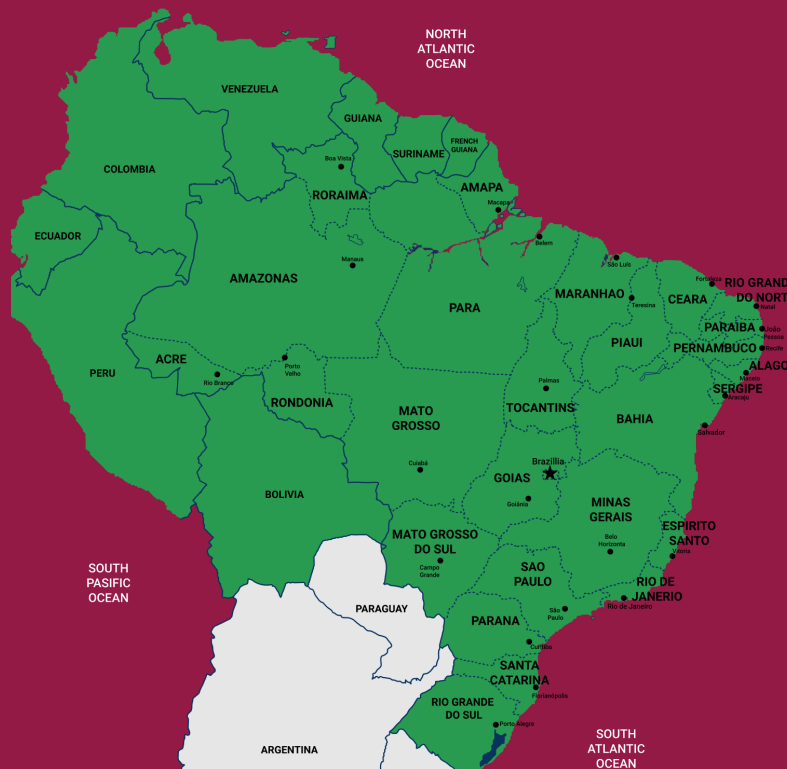 NORTH
ATLANTIC
OCEAN
VENEZUELA
GUIANA
SURINAME
FRENCH
GUIANA
COLOMBIA
Boa Vista
RORAIMA
AMAPA
Macapa
ECUADOR
Belem
AMAZONAS
Manaus
São Luis
PARA
MARANHAO
Teresina
CEARA
Fortaleza
RIO GRAND
DO NORT
Natal
PERU
ACRE
Rio Branco
Porto
Velho
RONDONIA
PIAUI
PARAIBA
João
Pessoa
PERNAMBUCO
Recife
ALAGO
Maceio
SERGIPE
Aracaju
MATO
GROSSO
Palmas
TOCANTINS
BAHIA
Salvador
Cuiabá
GOIAS
Brazillia
Goiânia
BOLIVIA
MINAS
GERAIS
Belo
Horizonta
ESPIRITO
SANTO
Vitoria
MATO GROSSO
DO SUL
Campo
Grande
SOUTH
PASIFIC
OCEAN
PARAGUAY
SAO
PAULO
São
Paulo
RIO DE
JANERIO
Rio de Janeiro
PARANA
Curitiba
SANTA
CATARINA
Florianópolis
RIO GRANDE
DO SUL
Porto Alegre
ARGENTINA
SOUTH
ATLANTIC
OCEAN